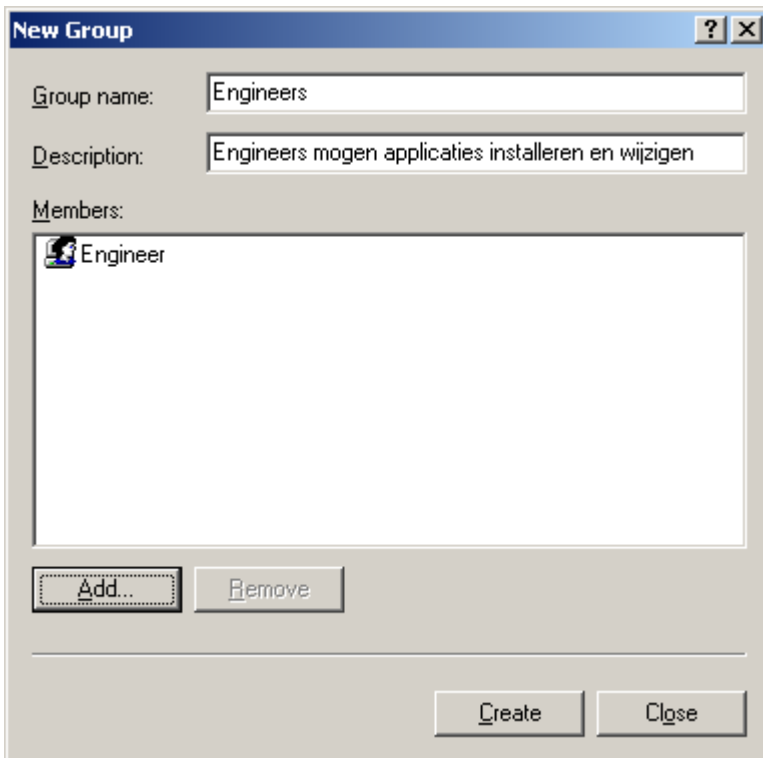 New Group
Group name: Engineers
Description: Engineers mogen applicaties installeren en wijzigen
Members:
Engineer
Add... Remove
Create Close